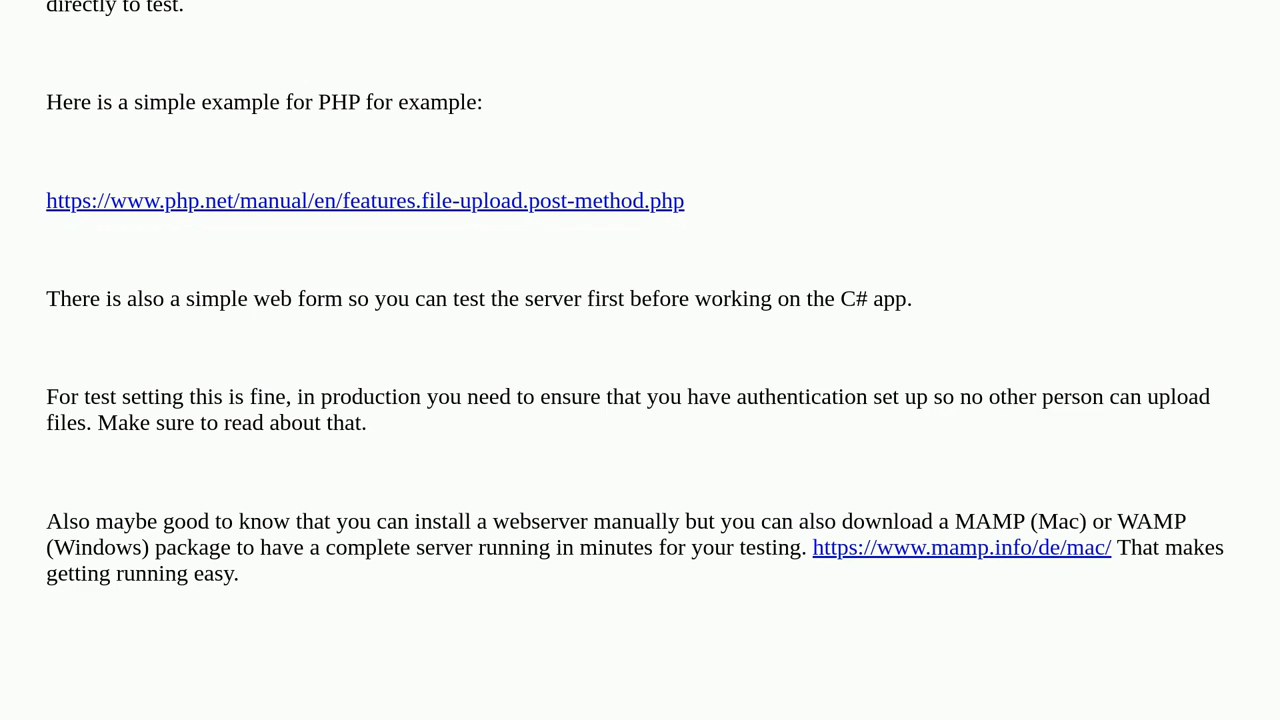 directly to test.
Here is a simple example for PHP for example:
https://www.php.net/manual/en/features.file-upload.post-method.php
There is also a simple web form so you can test the server first before working on the C# app.
For test setting this is fine, in production you need to ensure that you have authentication set up so no other person can upload
files. Make sure to read about that.
Also maybe good to know that you can install a webserver manually but you can also download a MAMP (Mac) or WAMP
(Windows) package to have a complete server running in minutes for your testing. https://www.mamp.info/de/mac/ That makes
getting running easy.